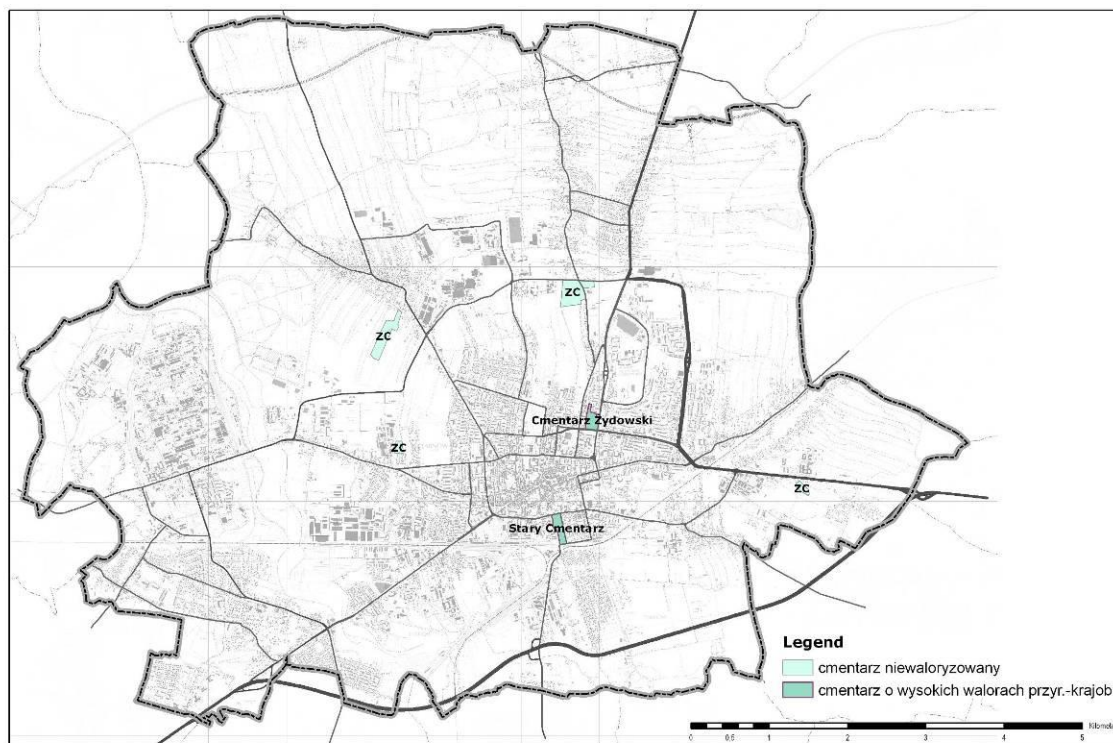 ZC
ZC
Cmentarz Żydowski
ZC
ZC
Stary Cmentarz
Legend
cmentarz niewaloryzowany
cmentarz o wysokich walorach przyr.-krajob
Kilomete
0 0,5 1 2 3 4 5